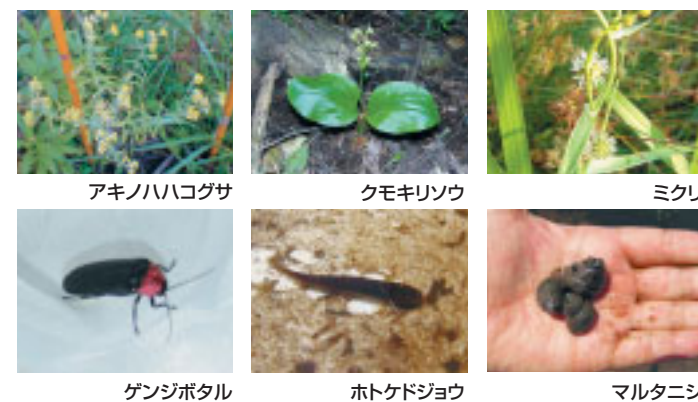 アキノハハコグサ
クモキリソウ
ミクリ
ゲンジボタル
ホトケドジョウ
マルタニシ